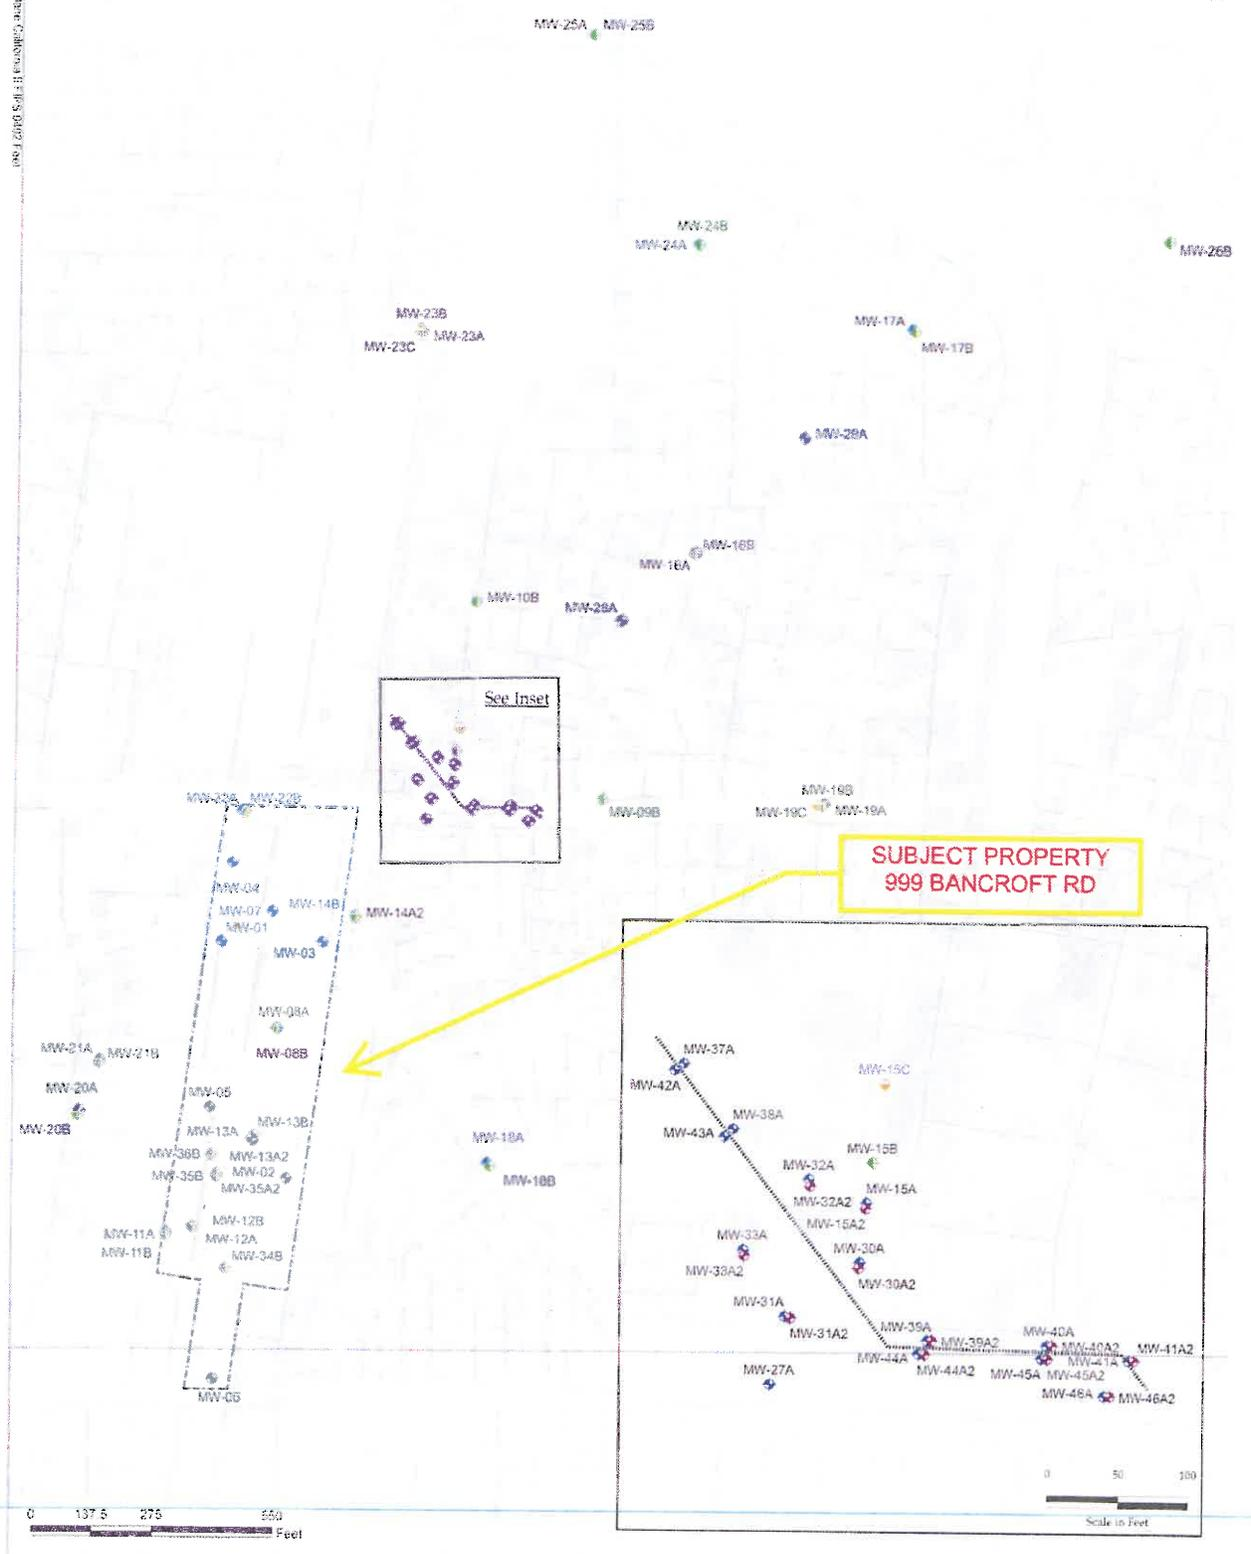 MW-25A MW-25B
MW-24B
MW-24A
MW-26B
MW-23B
MW-23A
MW-23C
MW-17A
MW-17B
MW-29A
MW-16B
MW-16A
MW-10B
MW-28A
See Inset
MW-22A MW-22B
MW-09B
MW-19B
MW-19C MW-19A
SUBJECT PROPERTY
999 BANCROFT RD
MW-04
MW-07 MW-14B
MW-14A2
MW-01
MW-03
MW-08A
MW-08B
MW-21A MW-21B
MW-20A
MW-20B
MW-05
MW-13B
MW-13A
MW-36B MW-13A2
MW-35B MW-02
MW-35A2
MW-18A
MW-18B
MW-12B
MW-11A MW-12A
MW-11B MW-34B
MW-06
MW-37A
MW-42A
MW-15C
MW-38A
MW-43A
MW-15B
MW-32A
MW-32A2 MW-15A
MW-15A2
MW-33A MW-30A
MW-33A2 MW-30A2
MW-31A
MW-31A2
MW-39A MW-39A2
MW-40A
MW-40A2 MW-41A2
MW-44A MW-41A
MW-44A2 MW-45A MW-45A2
MW-27A
MW-46A MW-46A2
0 50 100
Scale in Feet
0 137.5 275 550
Feet